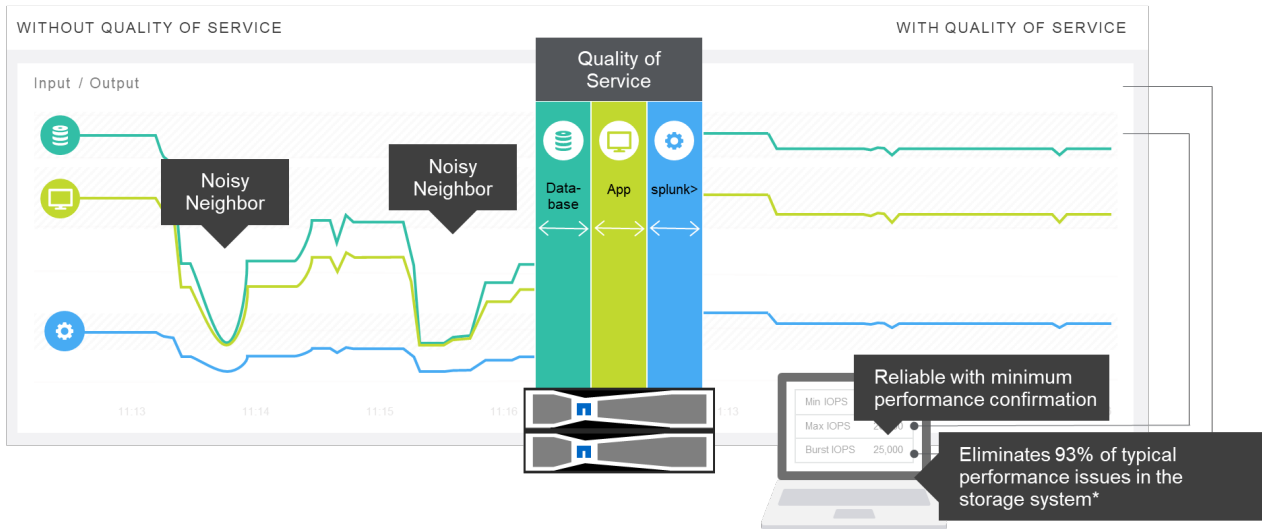 WITHOUT QUALITY OF SERVICE
WITH QUALITY OF SERVICE
Quality of
Service
Input / Output
Noisy
Neighbor
Noisy
Neighbor
Data-
base
App
splunk>
11:13
11:14
11:15
11:16
Min IOPS
Max IOPS
Burst IOPS 25,000
Reliable with minimum
performance confirmation
Eliminates 93% of typical
performance issues in the
storage system*